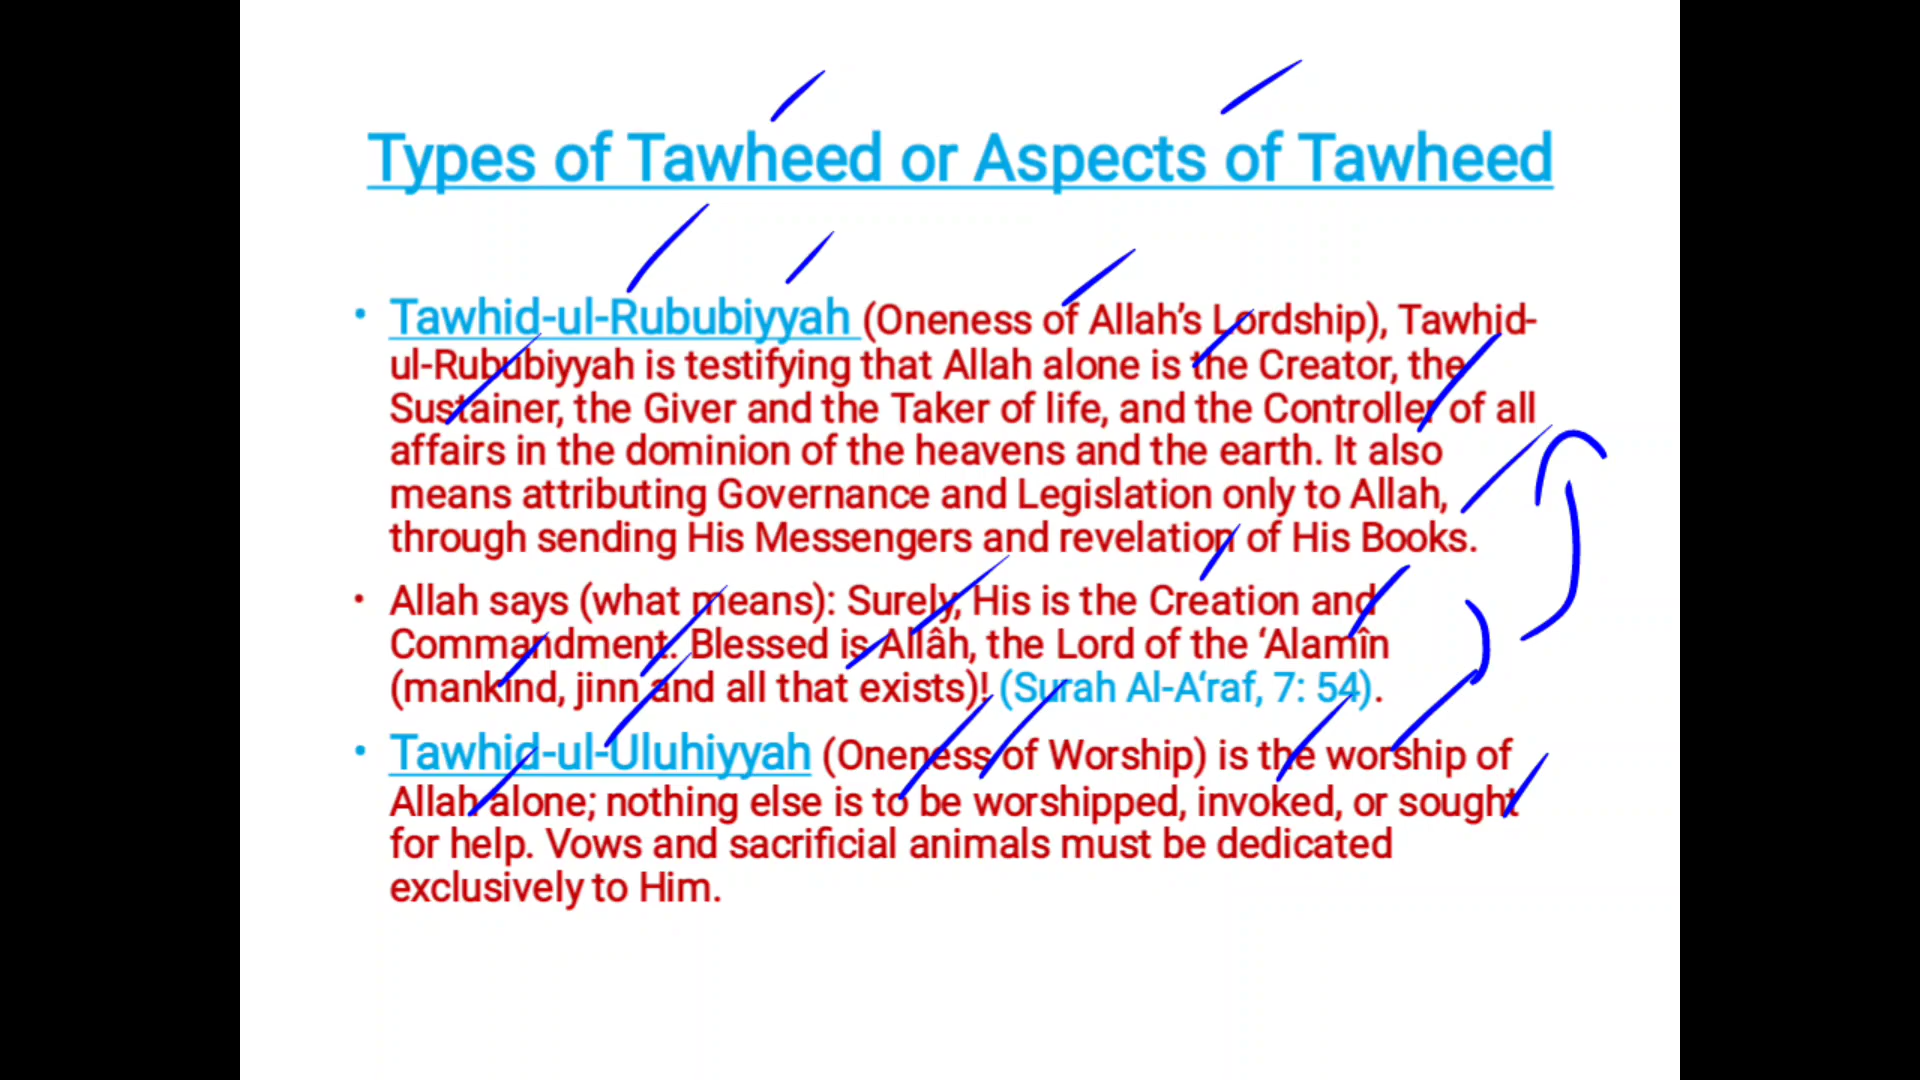 Types of Tawheed or Aspects of Tawheed
• Tawhid-ul-Rububiyyah (Oneness of Allah’s Lordship), Tawhid-
ul-Rububiyyah is testifying that Allah alone is the Creator, the
Sustainer, the Giver and the Taker of life, and the Controller of all
affairs in the dominion of the heavens and the earth. It also
means attributing Governance and Legislation only to Allah,
through sending His Messengers and revelation of His Books.
• Allah says (what means): Surely, His is the Creation and
Commandment. Blessed is Allâh, the Lord of the ‘Alamîn
(mankind, jinn and all that exists)! (Surah Al-A‘raf, 7: 54).
• Tawhid-ul-Uluhiyyah (Oneness of Worship) is the worship of
Allah alone; nothing else is to be worshipped, invoked, or sought
for help. Vows and sacrificial animals must be dedicated
exclusively to Him.